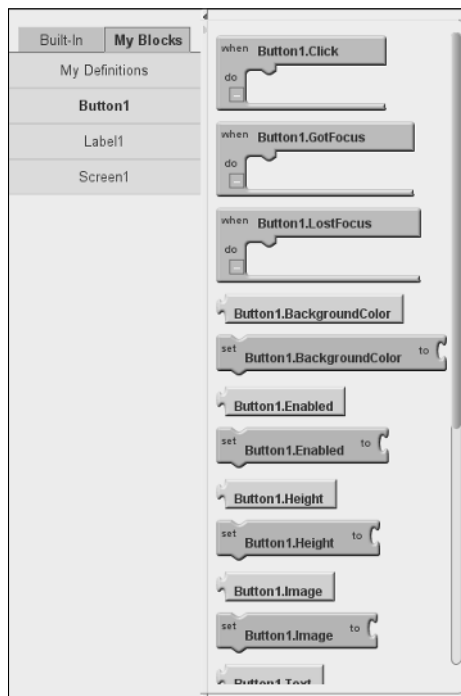 Built-In My Blocks
My Definitions
Button1
Label1
Screen1
when Button1.Click
do
when Button1.GotFocus
do
when Button1.LostFocus
do
Button1.BackgroundColor
set Button1.BackgroundColor to
Button1.Enabled
set Button1.Enabled to
Button1.Height
set Button1.Height to
Button1.Image
set Button1.Image to
Button1.Text